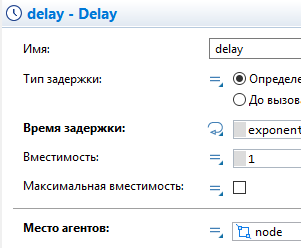 delay - Delay
Имя: delay
Тип задержки: Определе
До вызова
Время задержки: exponent
Вместимость: 1
Максимальная вместимость:
Место агентов: node